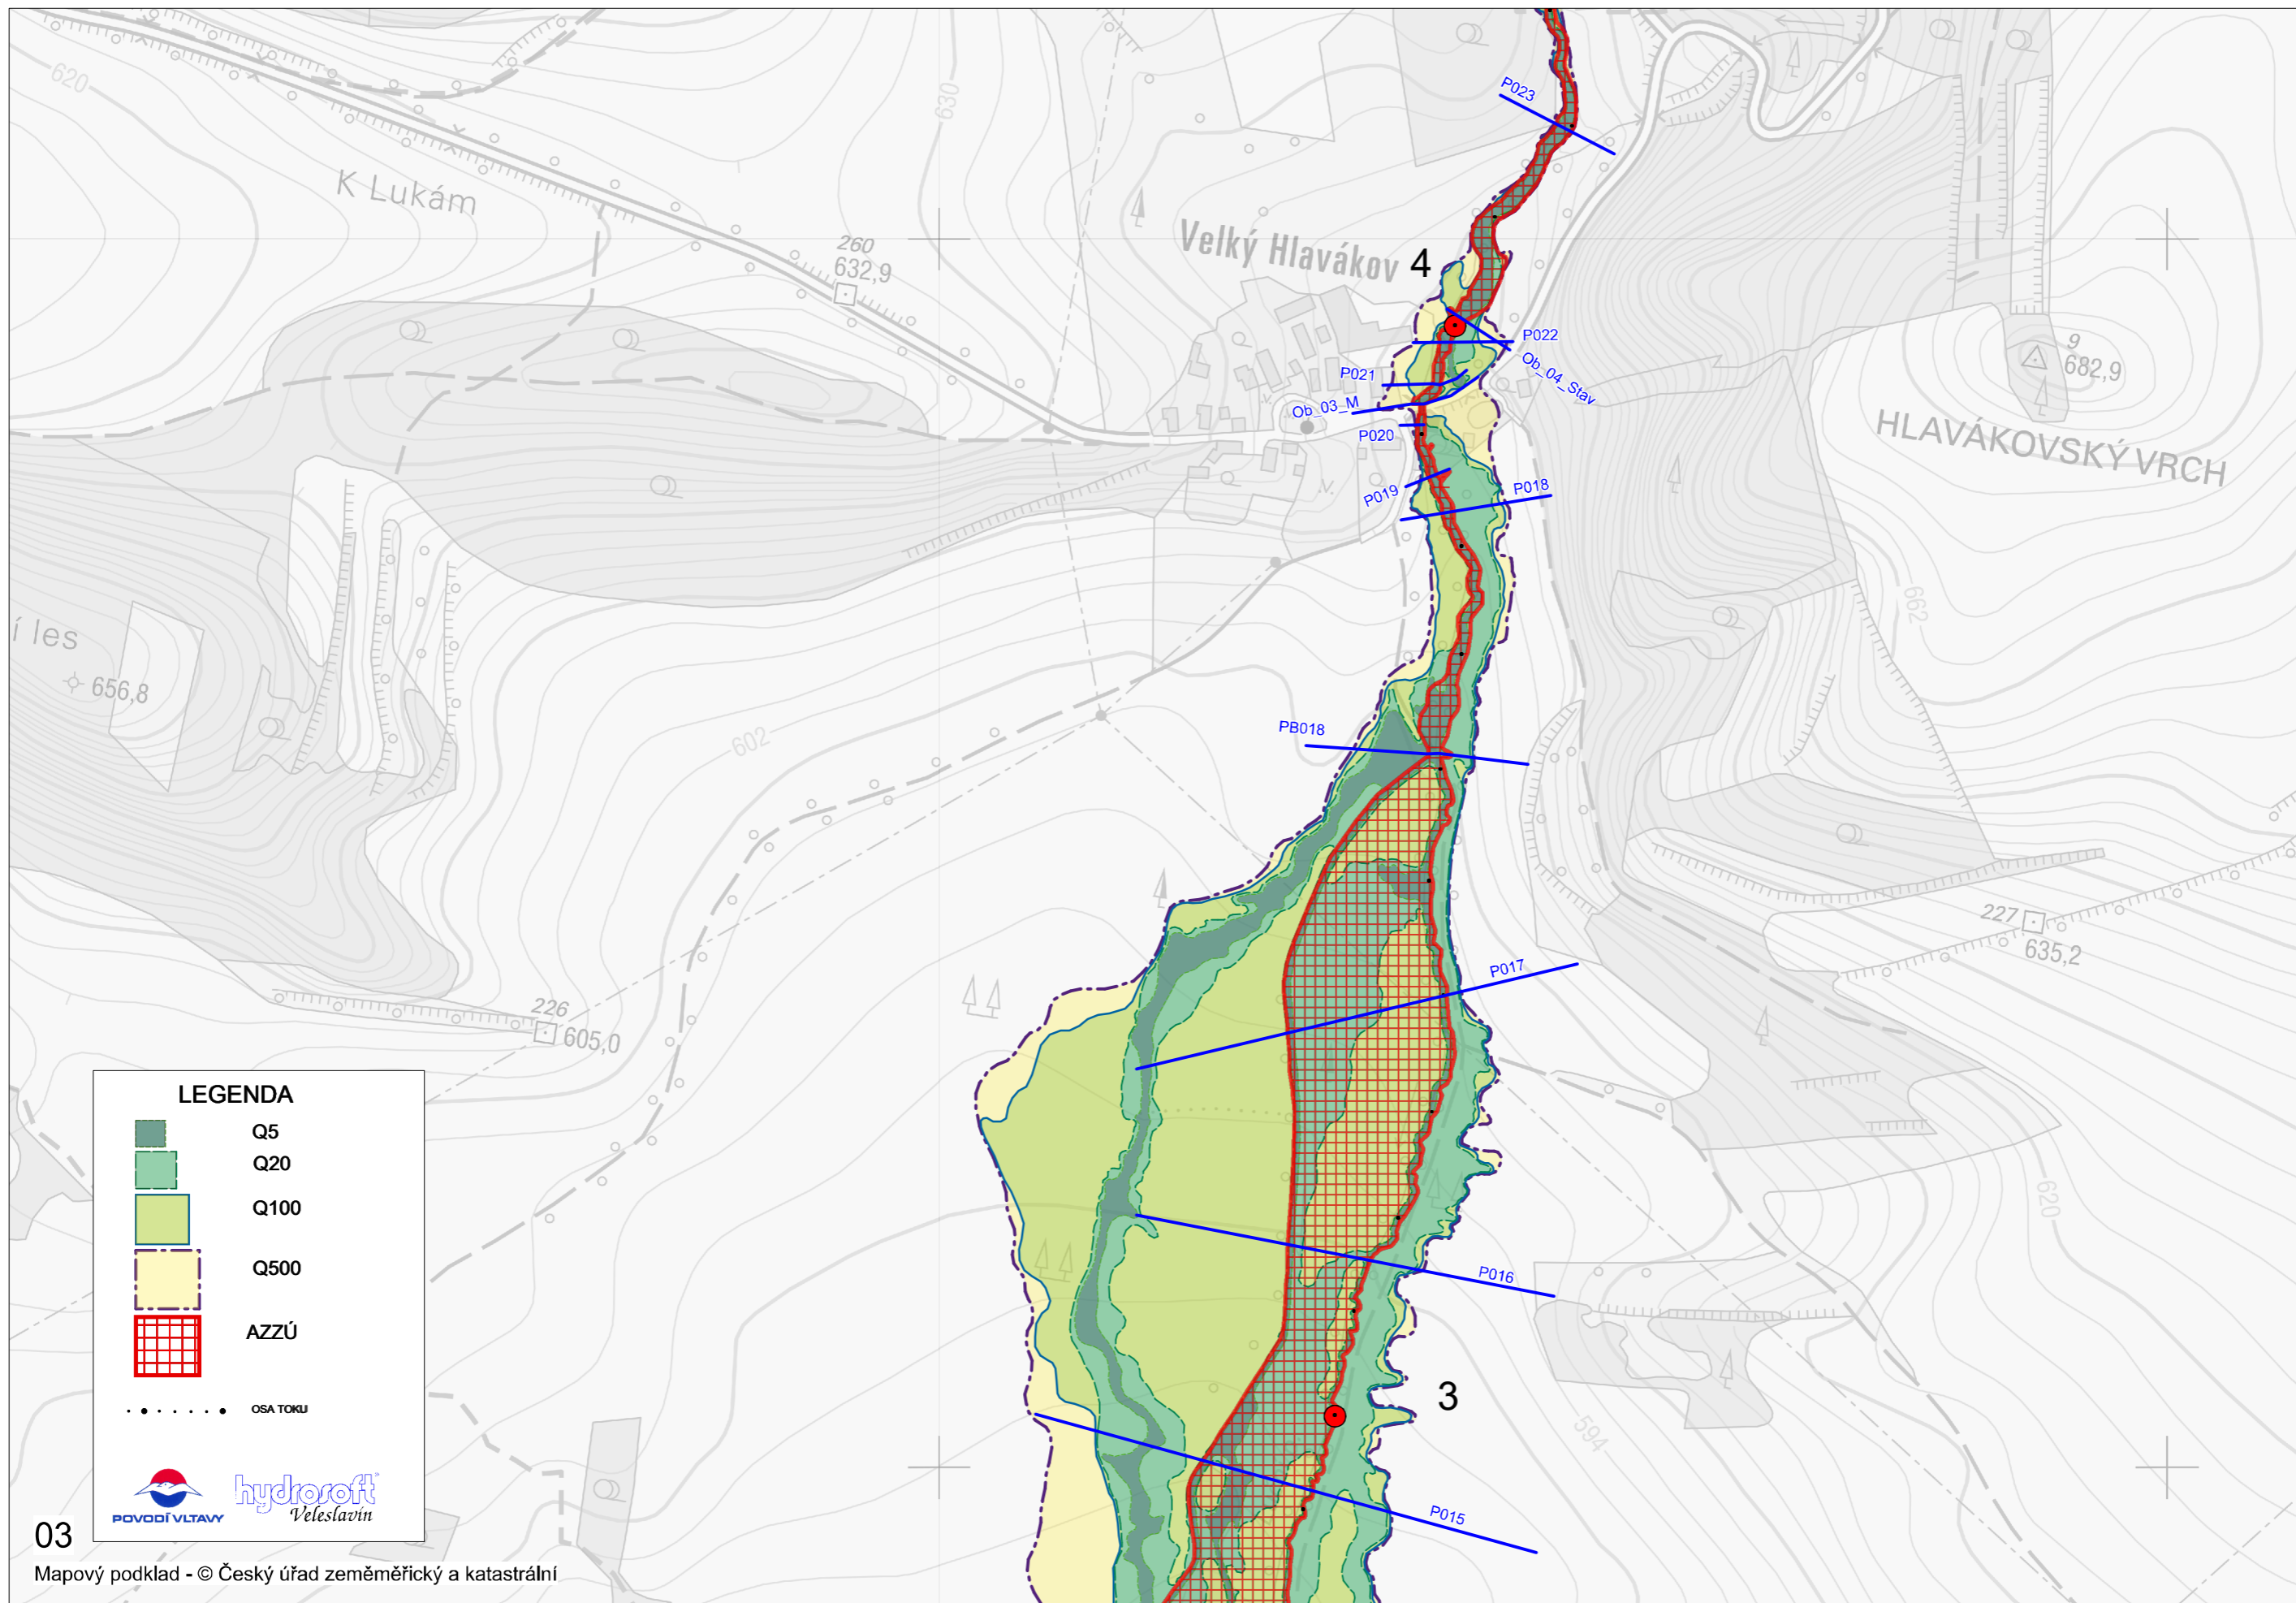 620
630
P023
K Lukám
260
632,9
Velký Hlavákov
4
P022
P021
Ob_04_Stav
Ob_03_M
P020
9
682,9
HLAVÁKOVSKÝ VRCH
P019
P018
662
í les
656,8
602
PB018
227
635,2
P017
226
605,0
620
P016
3
594
P015
LEGENDA
Q5
Q20
Q100
Q500
AZZÚ
OSA TOKU
POVODÍ VLTAVY
hydrosoft
Veleslavín
03
Mapový podklad - © Český úřad zeměměřický a katastrální